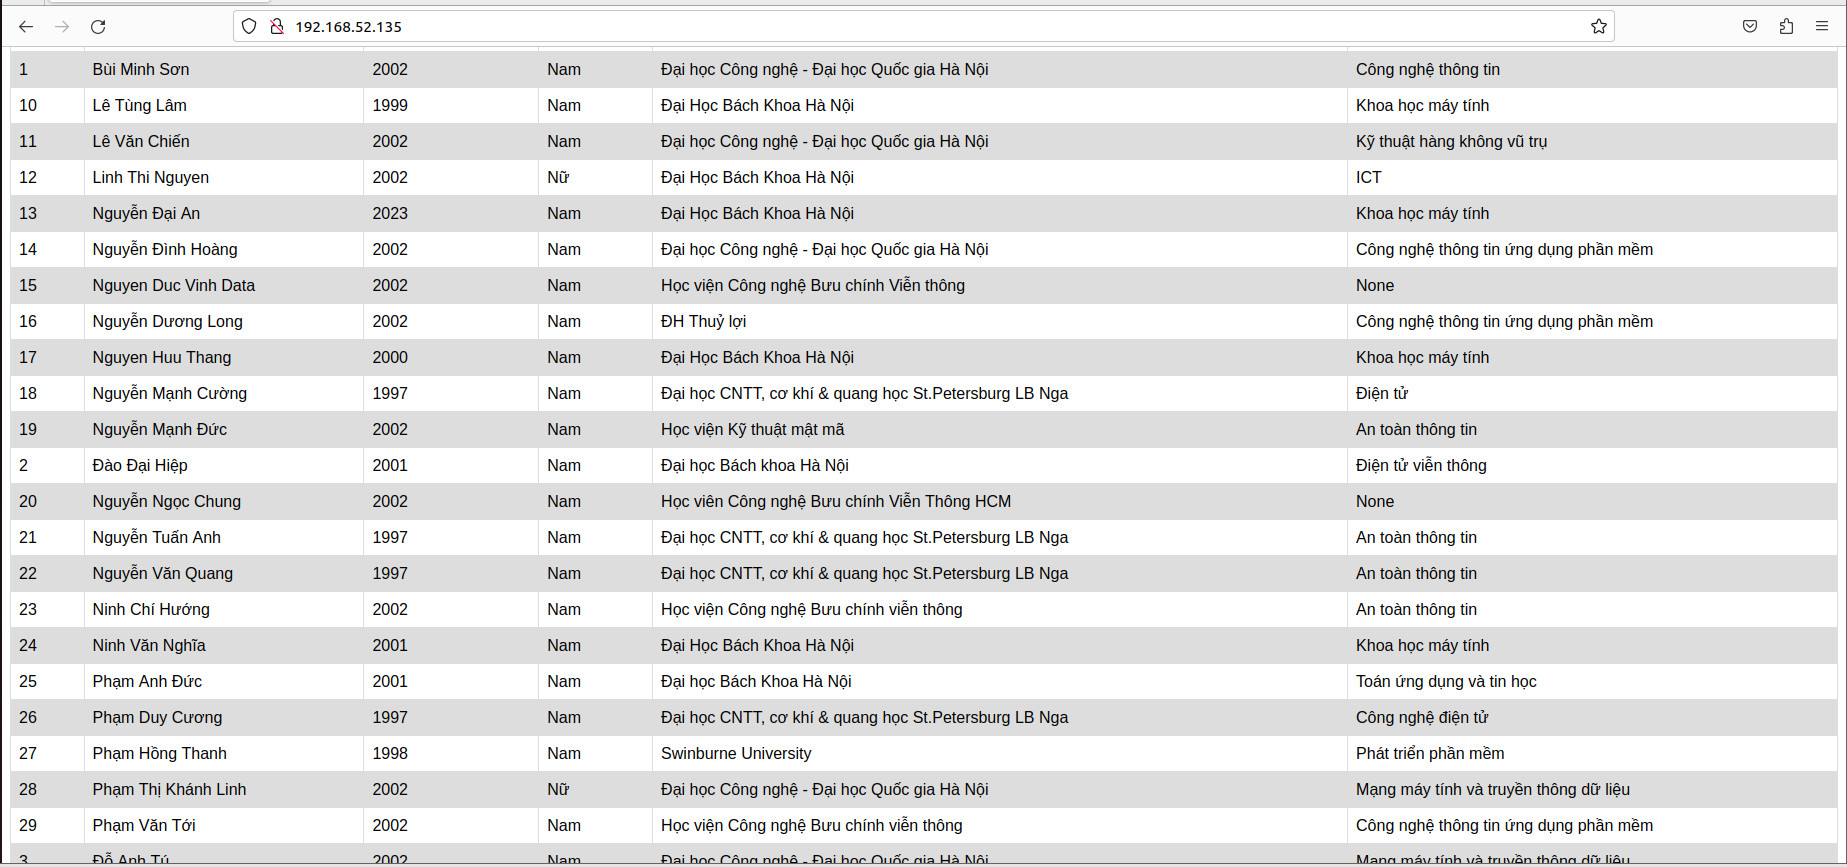 192.168.52.135
1 Bùi Minh Sơn 2002 Nam Đại học Công nghệ - Đại học Quốc gia Hà Nội Công nghệ thông tin
10 Lê Tùng Lâm 1999 Nam Đại Học Bách Khoa Hà Nội Khoa học máy tính
11 Lê Văn Chiến 2002 Nam Đại học Công nghệ - Đại học Quốc gia Hà Nội Kỹ thuật hàng không vũ trụ
12 Linh Thi Nguyen 2002 Nữ Đại Học Bách Khoa Hà Nội ICT
13 Nguyễn Đại An 2023 Nam Đại Học Bách Khoa Hà Nội Khoa học máy tính
14 Nguyễn Đình Hoàng 2002 Nam Đại học Công nghệ - Đại học Quốc gia Hà Nội Công nghệ thông tin ứng dụng phần mềm
15 Nguyen Duc Vinh Data 2002 Nam Học viện Công nghệ Bưu chính Viễn thông None
16 Nguyễn Dương Long 2002 Nam ĐH Thuỷ lợi Công nghệ thông tin ứng dụng phần mềm
17 Nguyen Huu Thang 2000 Nam Đại Học Bách Khoa Hà Nội Khoa học máy tính
18 Nguyễn Mạnh Cường 1997 Nam Đại học CNTT, cơ khí & quang học St.Petersburg LB Nga Điện tử
19 Nguyễn Mạnh Đức 2002 Nam Học viện Kỹ thuật mật mã An toàn thông tin
2 Đào Đại Hiệp 2001 Nam Đại học Bách khoa Hà Nội Điện tử viễn thông
20 Nguyễn Ngọc Chung 2002 Nam Học viên Công nghệ Bưu chính Viễn Thông HCM None
21 Nguyễn Tuấn Anh 1997 Nam Đại học CNTT, cơ khí & quang học St.Petersburg LB Nga An toàn thông tin
22 Nguyễn Văn Quang 1997 Nam Đại học CNTT, cơ khí & quang học St.Petersburg LB Nga An toàn thông tin
23 Ninh Chí Hướng 2002 Nam Học viện Công nghệ Bưu chính viễn thông An toàn thông tin
24 Ninh Văn Nghĩa 2001 Nam Đại Học Bách Khoa Hà Nội Khoa học máy tính
25 Phạm Anh Đức 2001 Nam Đại học Bách Khoa Hà Nội Toán ứng dụng và tin học
26 Phạm Duy Cương 1997 Nam Đại học CNTT, cơ khí & quang học St.Petersburg LB Nga Công nghệ điện tử
27 Phạm Hồng Thanh 1998 Nam Swinburne University Phát triển phần mềm
28 Phạm Thị Khánh Linh 2002 Nữ Đại học Công nghệ - Đại học Quốc gia Hà Nội Mạng máy tính và truyền thông dữ liệu
29 Phạm Văn Tới 2002 Nam Học viện Công nghệ Bưu chính viễn thông Công nghệ thông tin ứng dụng phần mềm
3 Đỗ Anh Tú 2002 Nam Đại học Công nghệ - Đại học Quốc gia Hà Nội Mạng máy tính và truyền thông dữ liệu